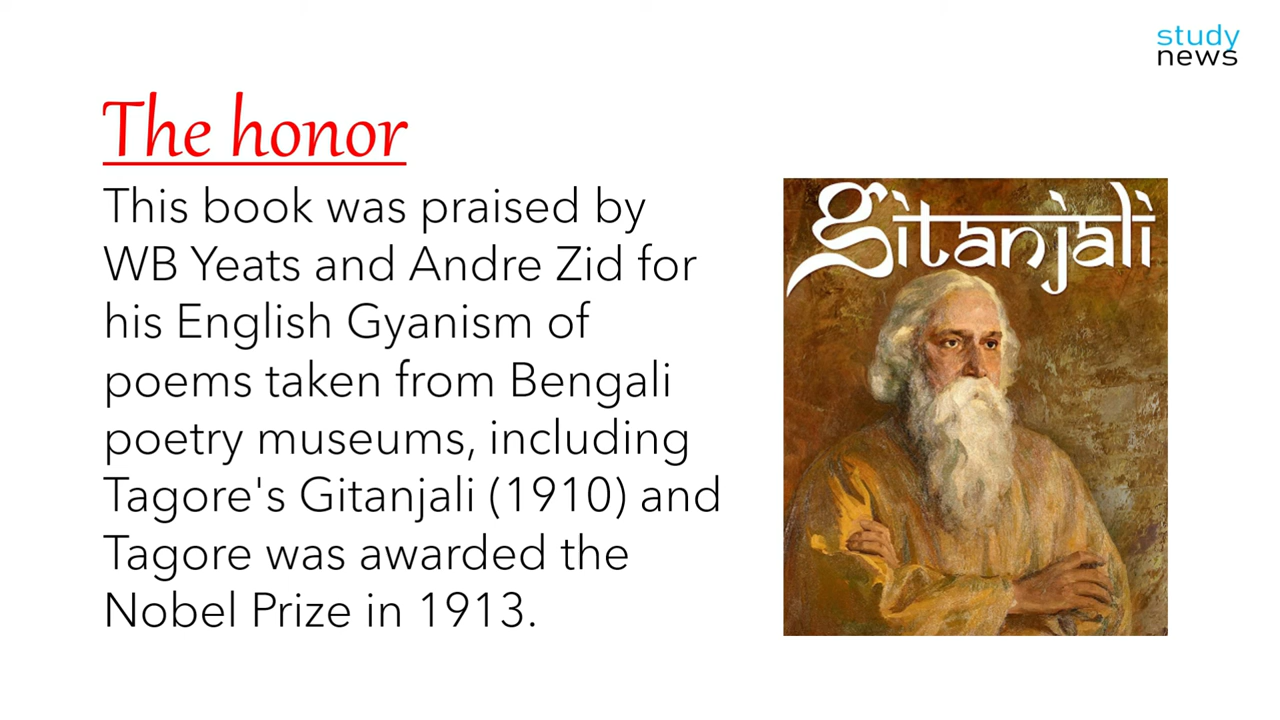 study
news
The honor
This book was praised by
WB Yeats and Andre Zid for
his English Gyanism of
poems taken from Bengali
poetry museums, including
Tagore's Gitanjali (1910) and
Tagore was awarded the
Nobel Prize in 1913.
gitanjali